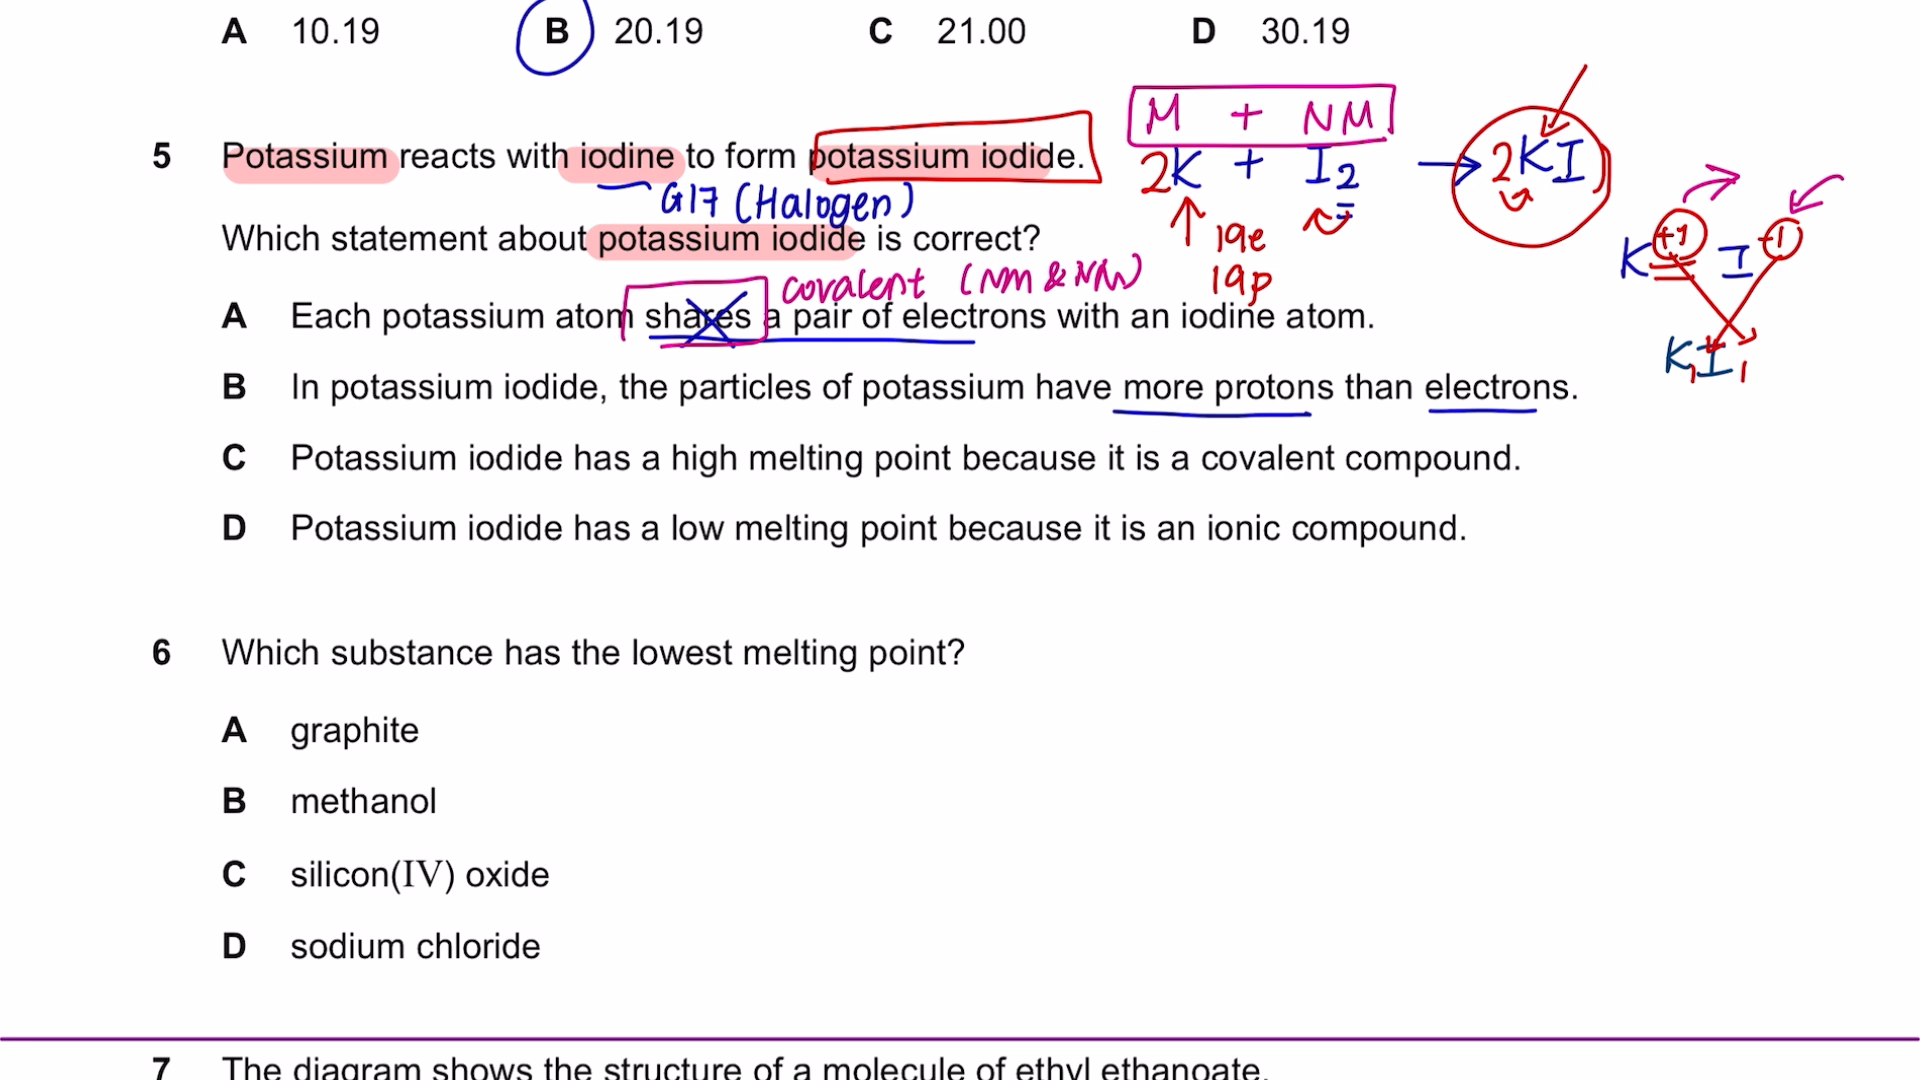 A 10.19 B 20.19 C 21.00 D 30.19
M + NM
5 Potassium reacts with iodine to form potassium iodide.
2K + I2 → 2KI
G17 (Halogen)
Which statement about potassium iodide is correct?
19e
19p
K +1 I -1
K1I1
covalent (NM & NM)
A Each potassium atom shares a pair of electrons with an iodine atom.
B In potassium iodide, the particles of potassium have more protons than electrons.
C Potassium iodide has a high melting point because it is a covalent compound.
D Potassium iodide has a low melting point because it is an ionic compound.
6 Which substance has the lowest melting point?
A graphite
B methanol
C silicon(IV) oxide
D sodium chloride
7 The diagram shows the structure of a molecule of ethyl ethanoate.